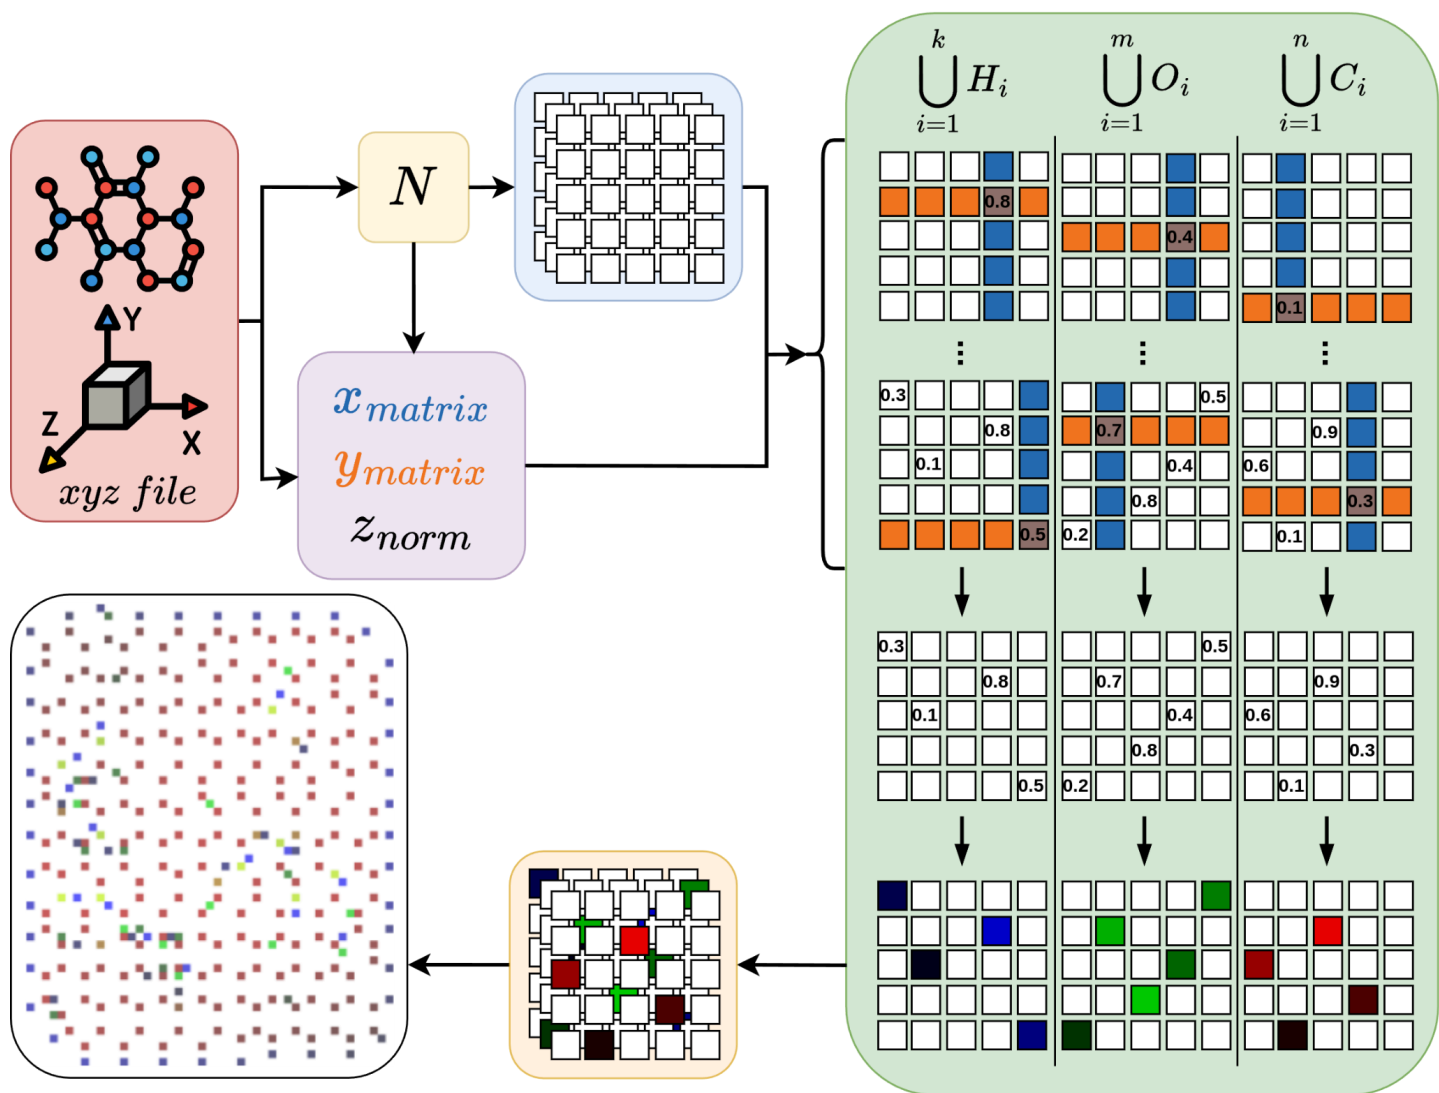 Y
Z
X
xyz file
N
x_matrix
y_matrix
z_norm
k m n
⋃ H_i ⋃ O_i ⋃ C_i
i=1 i=1 i=1
0.8
0.4
0.1
⋮ ⋮ ⋮
0.3 0.5
0.8 0.7 0.9
0.1 0.4 0.6
0.8 0.3
0.5 0.2 0.1
0.3 0.5
0.8 0.7 0.9
0.1 0.4 0.6
0.8 0.3
0.5 0.2 0.1